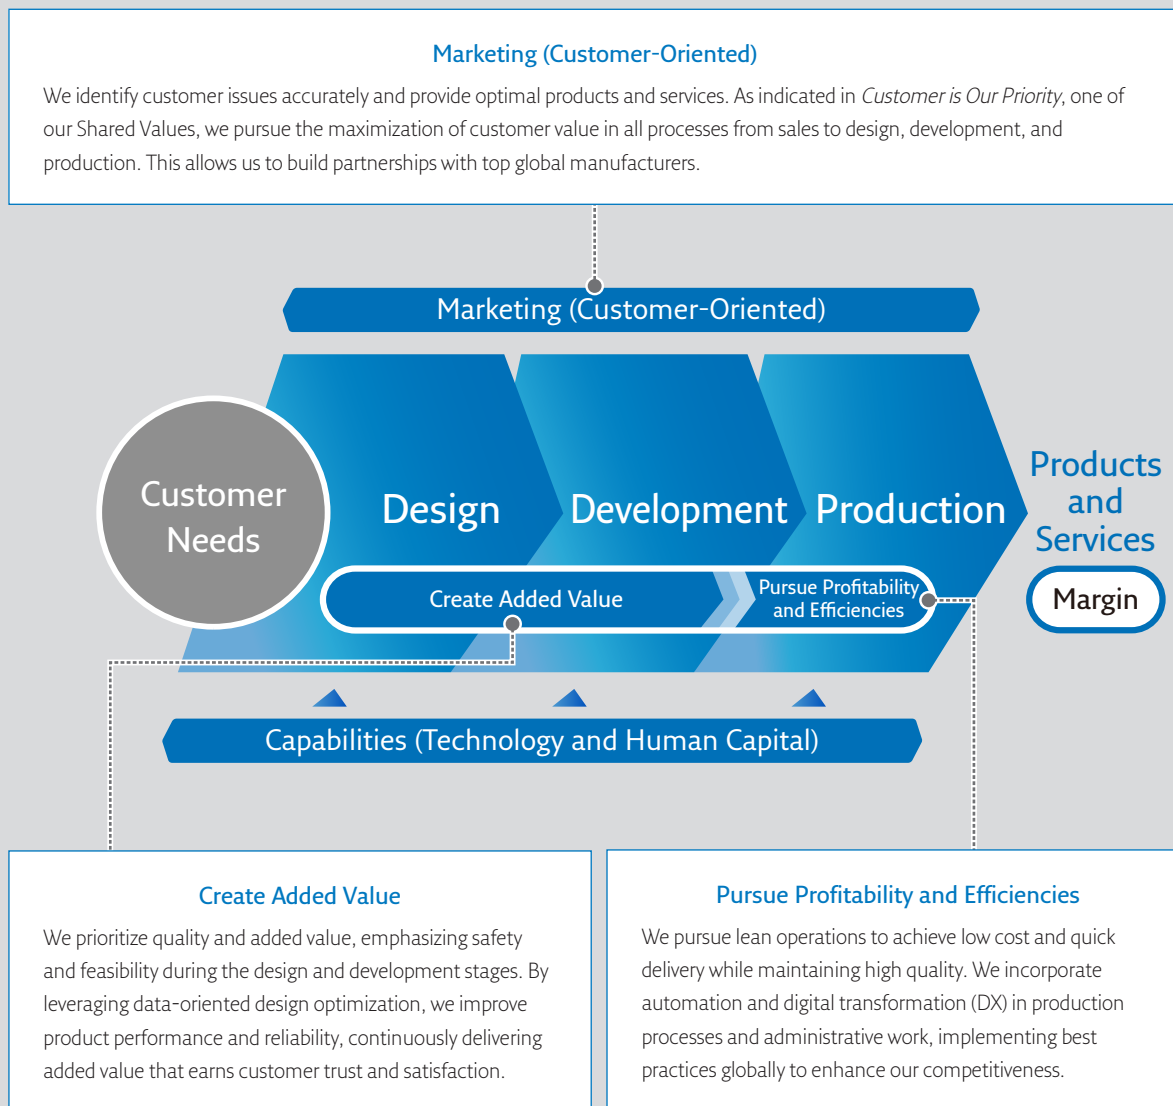 Marketing (Customer-Oriented)
We identify customer issues accurately and provide optimal products and services. As indicated in Customer is Our Priority, one of
our Shared Values, we pursue the maximization of customer value in all processes from sales to design, development, and
production. This allows us to build partnerships with top global manufacturers.
Marketing (Customer-Oriented)
Customer
Needs
Design
Development
Production
Products
and
Services
Margin
Create Added Value
Pursue Profitability
and Efficiencies
Capabilities (Technology and Human Capital)
Create Added Value
We prioritize quality and added value, emphasizing safety
and feasibility during the design and development stages. By
leveraging data-oriented design optimization, we improve
product performance and reliability, continuously delivering
added value that earns customer trust and satisfaction.
Pursue Profitability and Efficiencies
We pursue lean operations to achieve low cost and quick
delivery while maintaining high quality. We incorporate
automation and digital transformation (DX) in production
processes and administrative work, implementing best
practices globally to enhance our competitiveness.